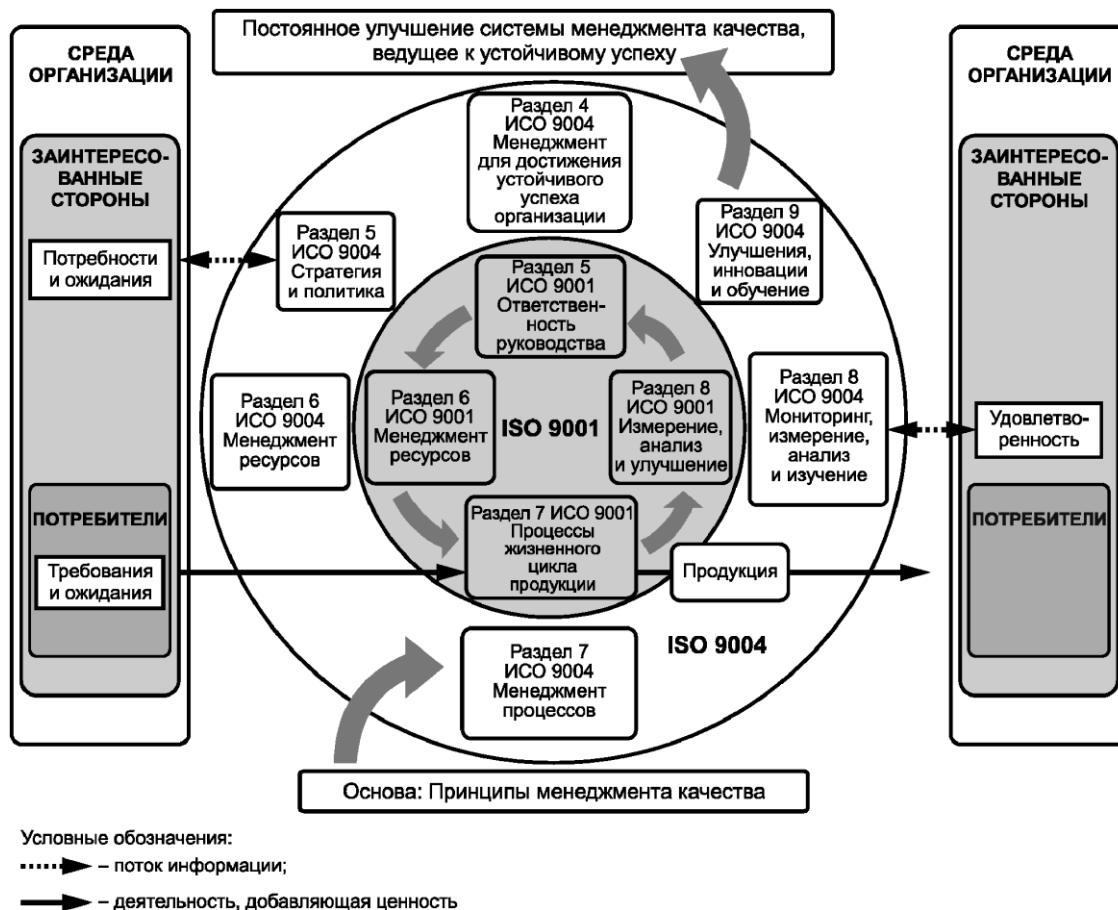 Постоянное улучшение системы менеджмента качества,
ведущее к устойчивому успеху
СРЕДА
ОРГАНИЗАЦИИ
ЗАИНТЕРЕСО-
ВАННЫЕ
СТОРОНЫ
Потребности
и ожидания
ПОТРЕБИТЕЛИ
Требования
и ожидания
Раздел 4
ИСО 9004
Менеджмент
для достижения
устойчивого
успеха
организации
Раздел 5
ИСО 9004
Стратегия
и политика
Раздел 9
ИСО 9004
Улучшения,
инновации
и обучение
Раздел 5
ИСО 9001
Ответствен-
ность
руководства
Раздел 6
ИСО 9004
Менеджмент
ресурсов
Раздел 6
ИСО 9001
Менеджмент
ресурсов
ISO 9001
Раздел 8
ИСО 9001
Измерение,
анализ
и улучшение
Раздел 8
ИСО 9004
Мониторинг,
измерение,
анализ
и изучение
Раздел 7 ИСО 9001
Процессы
жизненного
цикла
продукции
Продукция
ISO 9004
Раздел 7
ИСО 9004
Менеджмент
процессов
СРЕДА
ОРГАНИЗАЦИИ
ЗАИНТЕРЕСО-
ВАННЫЕ
СТОРОНЫ
Удовлетво-
ренность
ПОТРЕБИТЕЛИ
Основа: Принципы менеджмента качества
Условные обозначения:
– поток информации;
– деятельность, добавляющая ценность